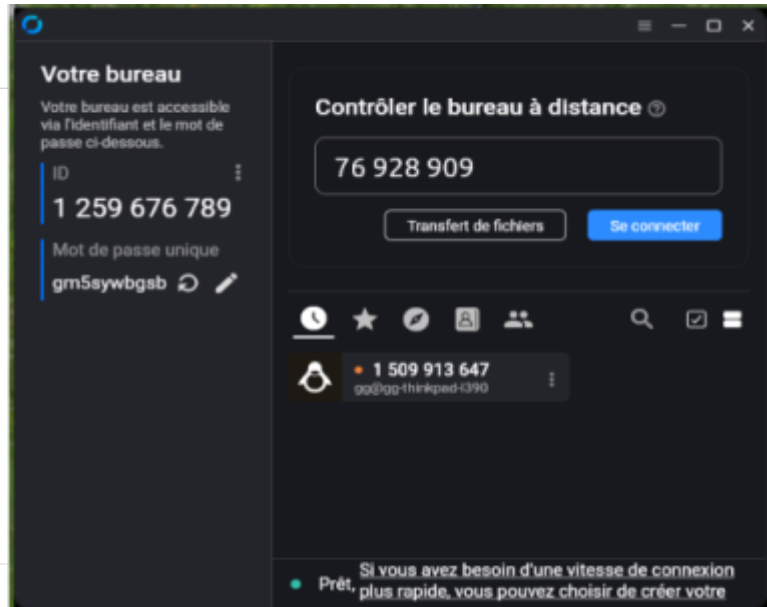 Votre bureau
Votre bureau est accessible
via l'identifiant et le mot de
passe ci-dessous.
ID
1 259 676 789
Mot de passe unique
gm5sywbgsb
Contrôler le bureau à distance
76 928 909
Transfert de fichiers
Se connecter
1 509 913 647
gg@gg-thinkpad-l390
Prêt, Si vous avez besoin d'une vitesse de connexion
plus rapide, vous pouvez choisir de créer votre